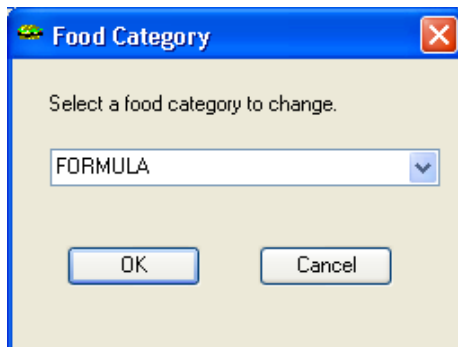 Food Category
Select a food category to change.
FORMULA
OK
Cancel